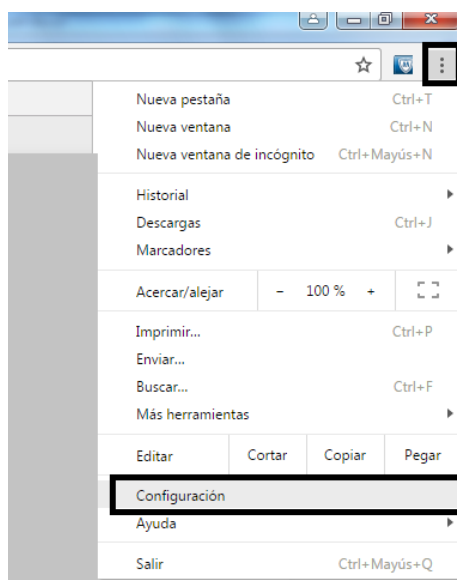 Nueva pestaña Ctrl+T
Nueva ventana Ctrl+N
Nueva ventana de incógnito Ctrl+Mayús+N
Historial
Descargas Ctrl+J
Marcadores
Acercar/alejar - 100 % +
Imprimir... Ctrl+P
Enviar...
Buscar... Ctrl+F
Más herramientas
Editar Cortar Copiar Pegar
Configuración
Ayuda
Salir Ctrl+Mayús+Q